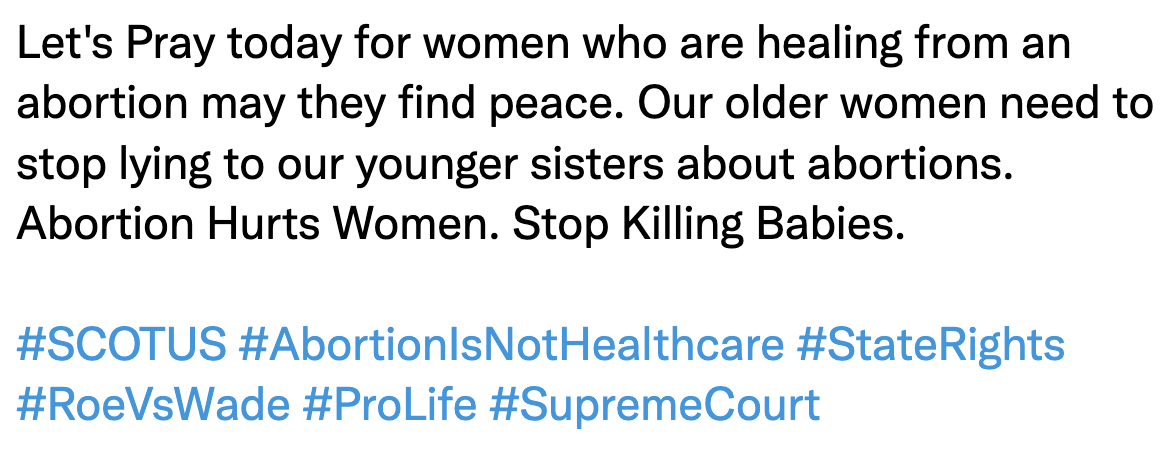 Let's Pray today for women who are healing from an
abortion may they find peace. Our older women need to
stop lying to our younger sisters about abortions.
Abortion Hurts Women. Stop Killing Babies.
#SCOTUS #AbortionIsNotHealthcare #StateRights
#RoeVsWade #ProLife #SupremeCourt